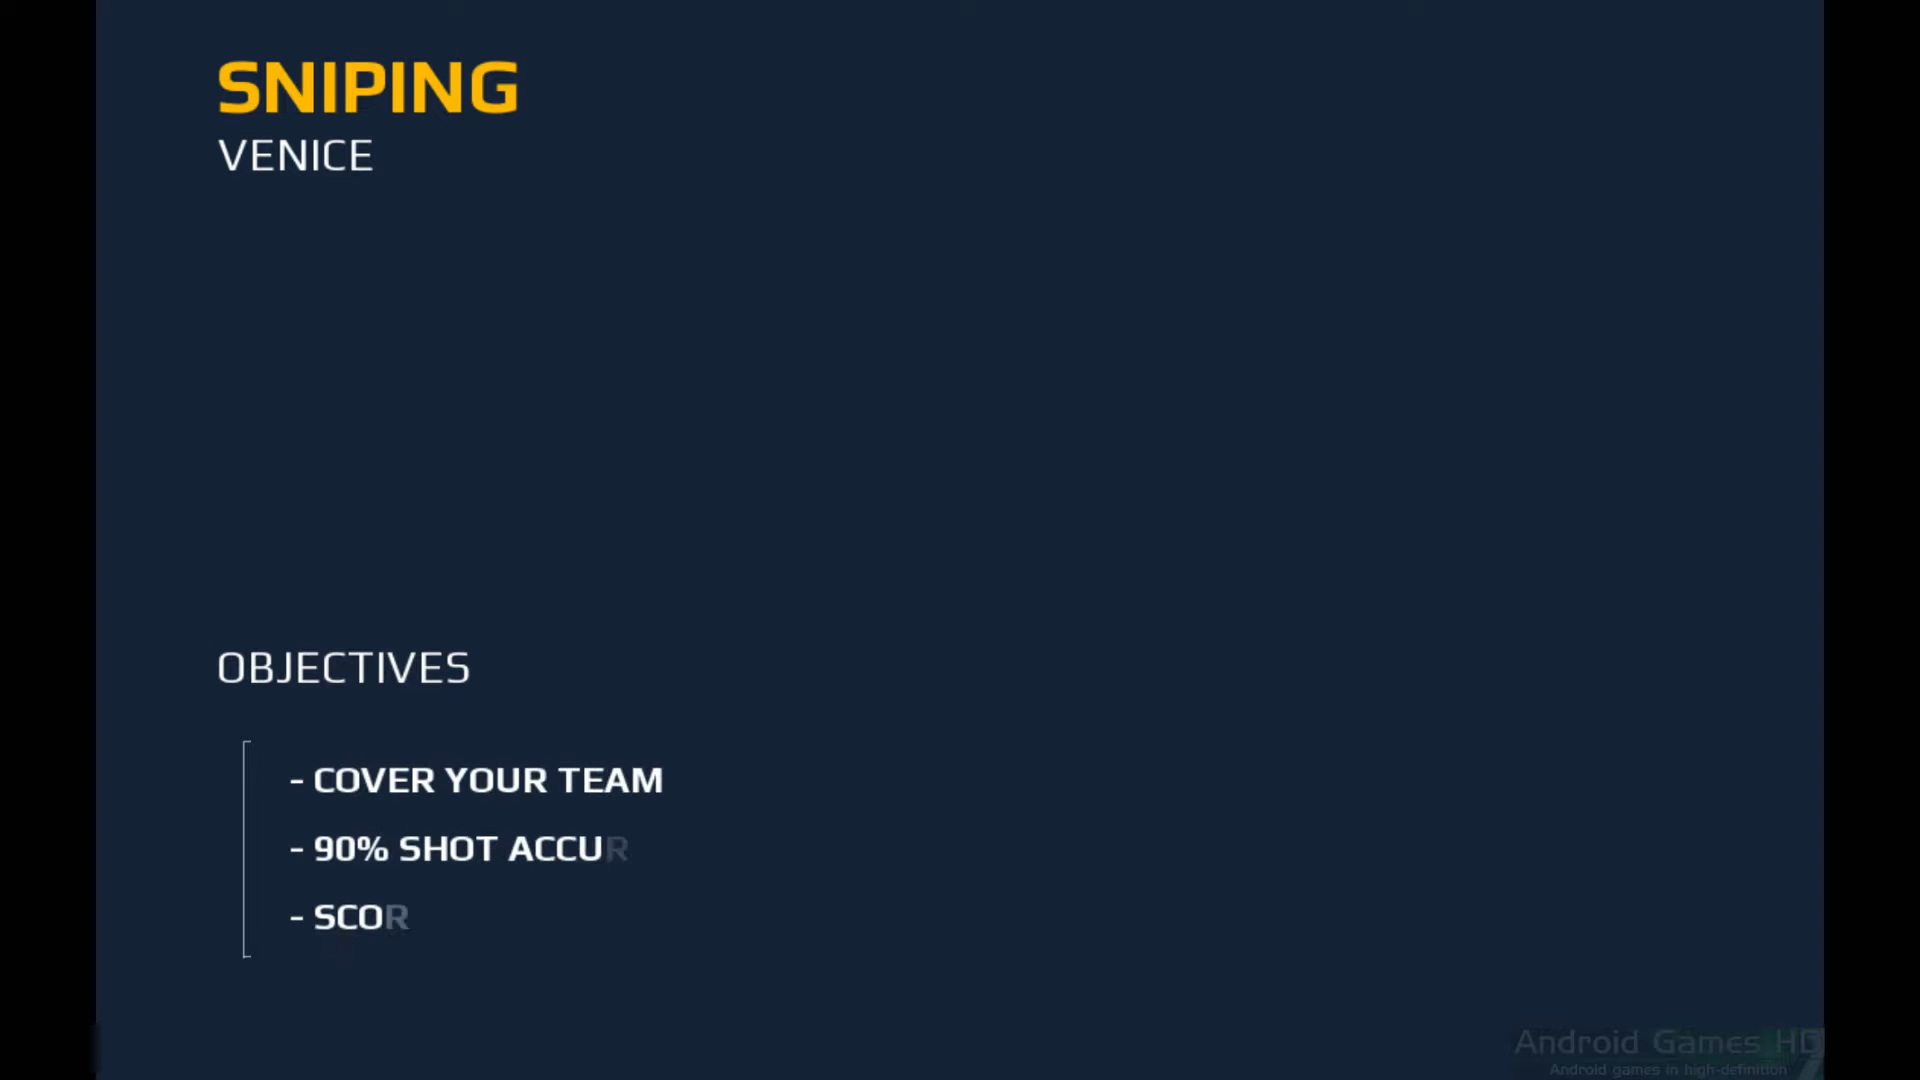 SNIPING
VENICE
OBJECTIVES
- COVER YOUR TEAM
- 90% SHOT ACCUR
- SCOR
Android Games HD
Android games in high-definition